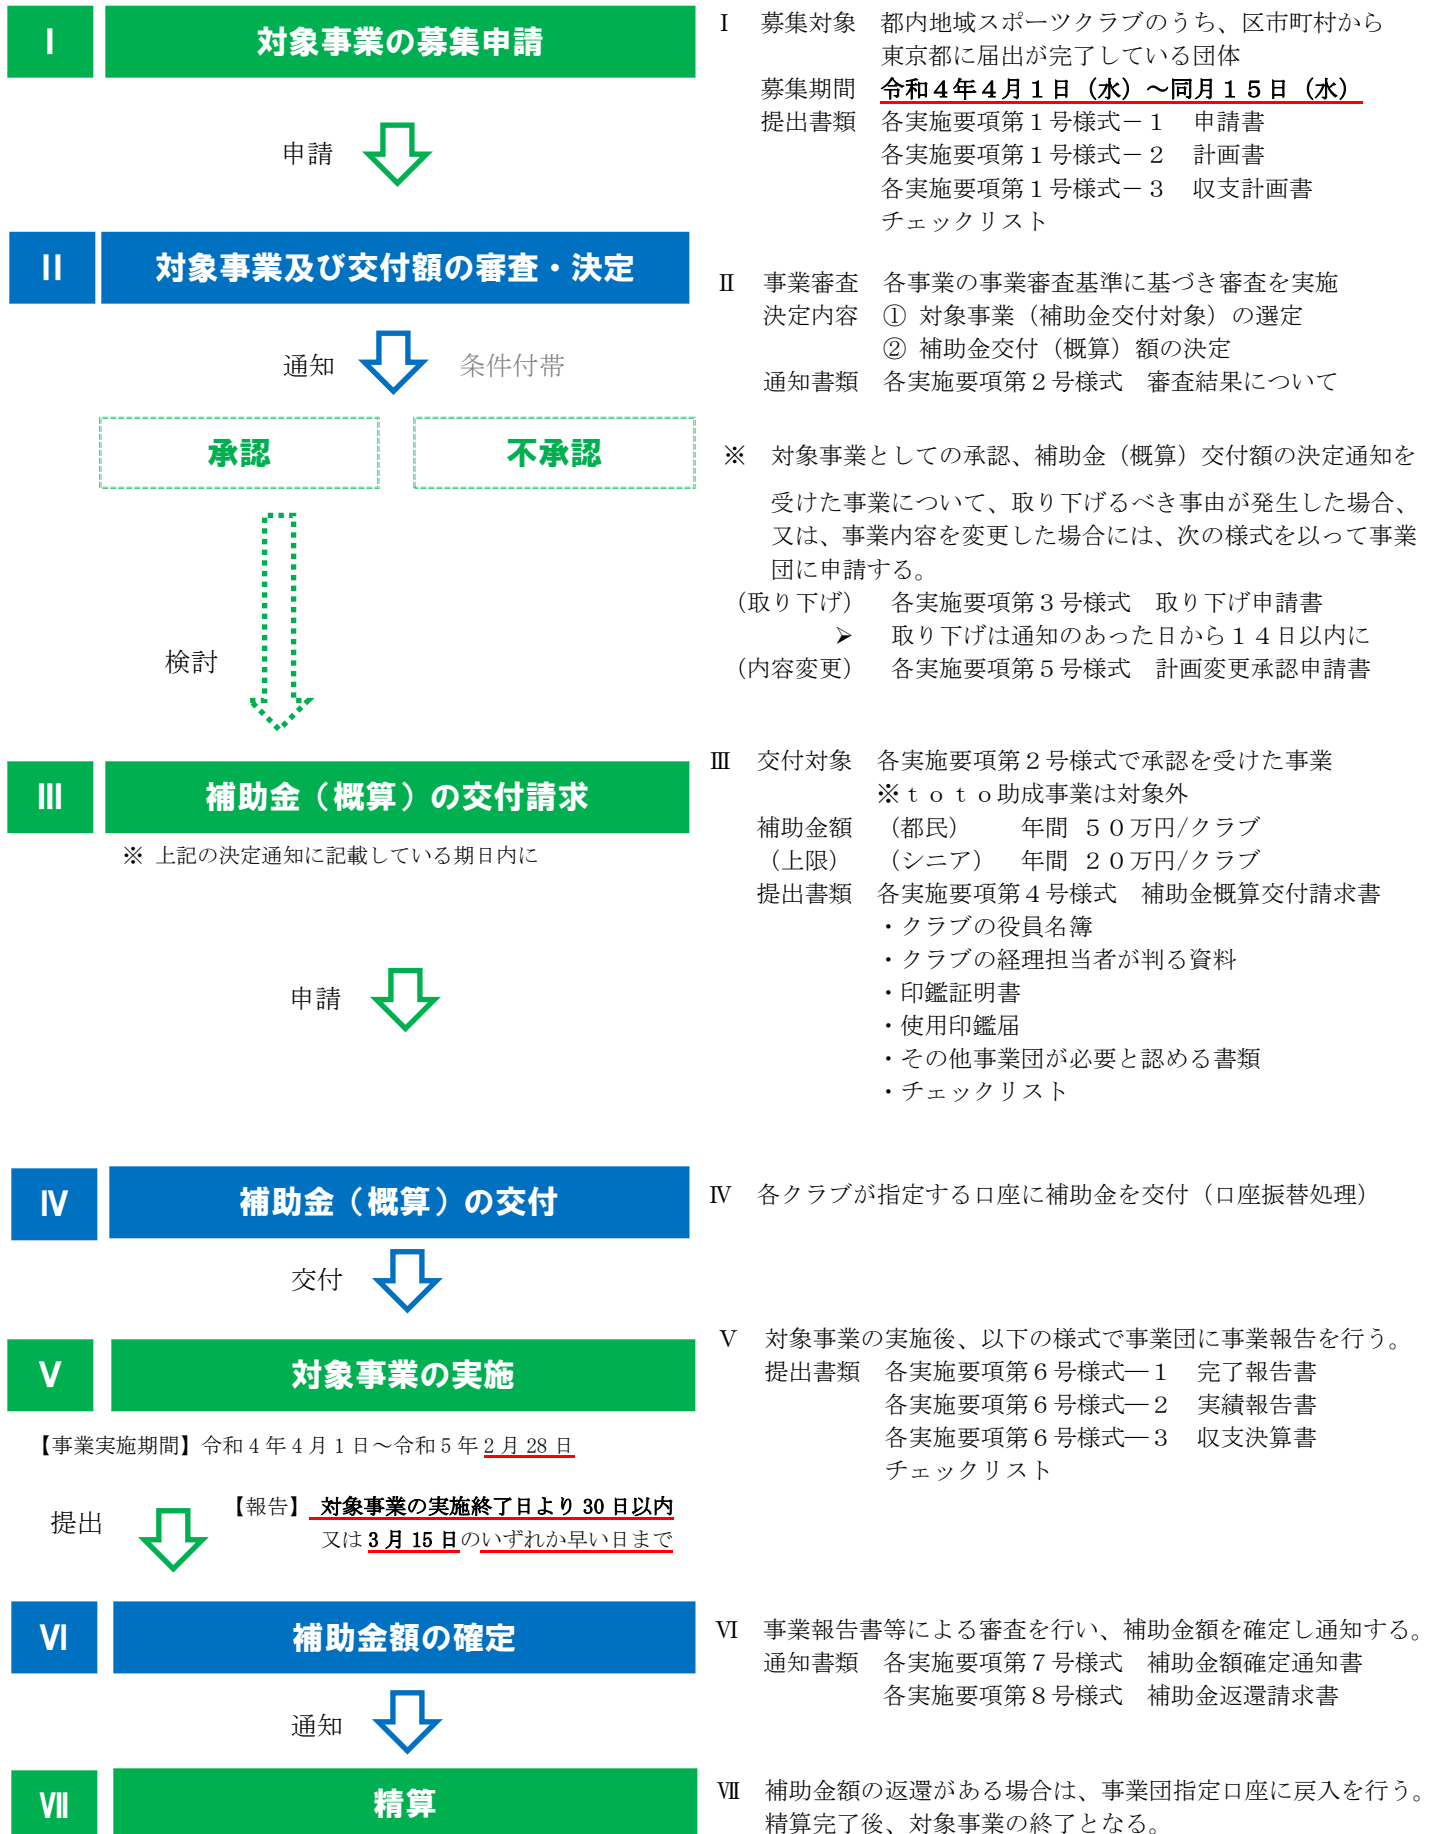 Ⅰ 対象事業の募集申請
申請
Ⅰ　募集対象　都内地域スポーツクラブのうち、区市町村から
東京都に届出が完了している団体
募集期間　令和４年４月１日（水）～同月１５日（水）
提出書類　各実施要項第１号様式－１　申請書
各実施要項第１号様式－２　計画書
各実施要項第１号様式－３　収支計画書
チェックリスト
Ⅱ 対象事業及び交付額の審査・決定
通知　条件付帯
承認　不承認
検討
Ⅱ　事業審査　各事業の事業審査基準に基づき審査を実施
決定内容　① 対象事業（補助金交付対象）の選定
② 補助金交付（概算）額の決定
通知書類　各実施要項第２号様式　審査結果について
※　対象事業としての承認、補助金（概算）交付額の決定通知を
受けた事業について、取り下げるべき事由が発生した場合、
又は、事業内容を変更した場合には、次の様式を以って事業
団に申請する。
（取り下げ）　各実施要項第３号様式　取り下げ申請書
➢　取り下げは通知のあった日から１４日以内に
（内容変更）　各実施要項第５号様式　計画変更承認申請書
Ⅲ 補助金（概算）の交付請求
※ 上記の決定通知に記載している期日内に
申請
Ⅲ　交付対象　各実施要項第２号様式で承認を受けた事業
※ｔｏｔｏ助成事業は対象外
補助金額　（都民）　　年間 ５０万円/クラブ
（上限）　（シニア）　年間 ２０万円/クラブ
提出書類　各実施要項第４号様式　補助金概算交付請求書
・クラブの役員名簿
・クラブの経理担当者が判る資料
・印鑑証明書
・使用印鑑届
・その他事業団が必要と認める書類
・チェックリスト
Ⅳ 補助金（概算）の交付
交付
Ⅳ　各クラブが指定する口座に補助金を交付（口座振替処理）
Ⅴ 対象事業の実施
【事業実施期間】令和４年４月１日～令和５年２月 28 日
提出
【報告】 対象事業の実施終了日より 30 日以内
又は 3 月 15 日のいずれか早い日まで
Ⅴ　対象事業の実施後、以下の様式で事業団に事業報告を行う。
提出書類　各実施要項第６号様式―１　完了報告書
各実施要項第６号様式―２　実績報告書
各実施要項第６号様式―３　収支決算書
チェックリスト
Ⅵ 補助金額の確定
通知
Ⅵ　事業報告書等による審査を行い、補助金額を確定し通知する。
通知書類　各実施要項第７号様式　補助金額確定通知書
各実施要項第８号様式　補助金返還請求書
Ⅶ 精算
Ⅶ　補助金額の返還がある場合は、事業団指定口座に戻入を行う。
精算完了後、対象事業の終了となる。